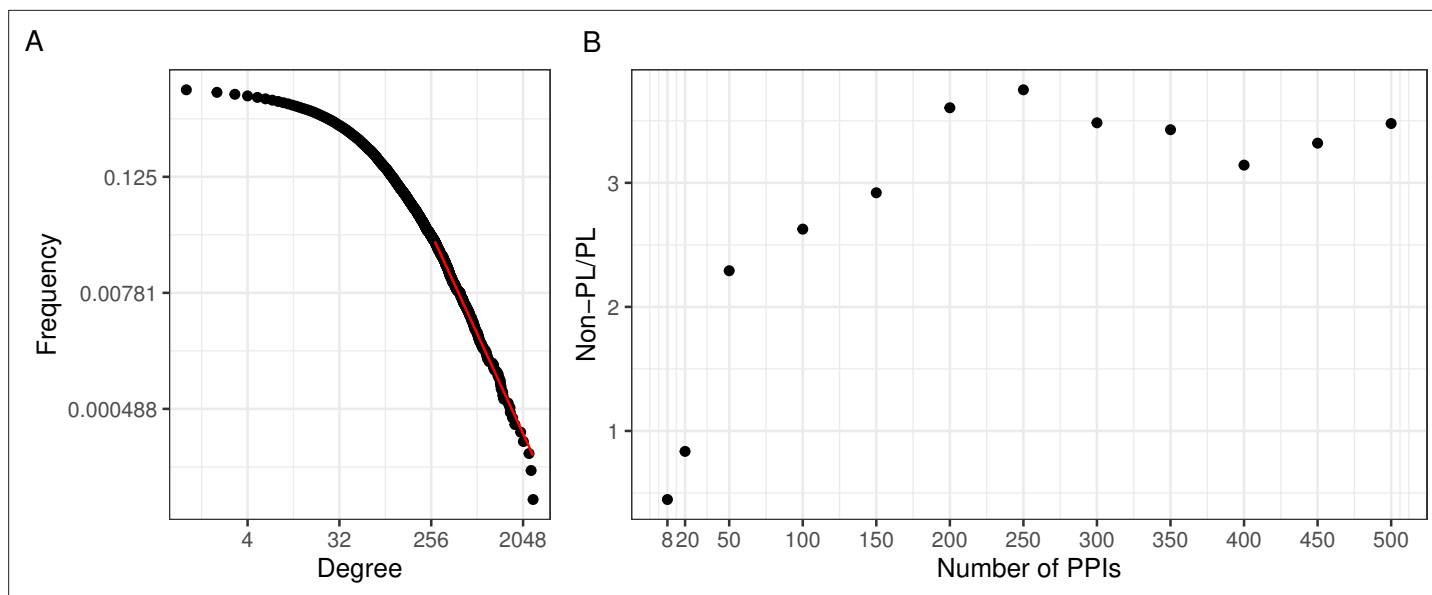 A
B
Frequency
0.125
0.00781
0.000488
4 32 256 2048
Degree
Non−PL/PL
3
2
1
8 20 50 100 150 200 250 300 350 400 450 500
Number of PPIs